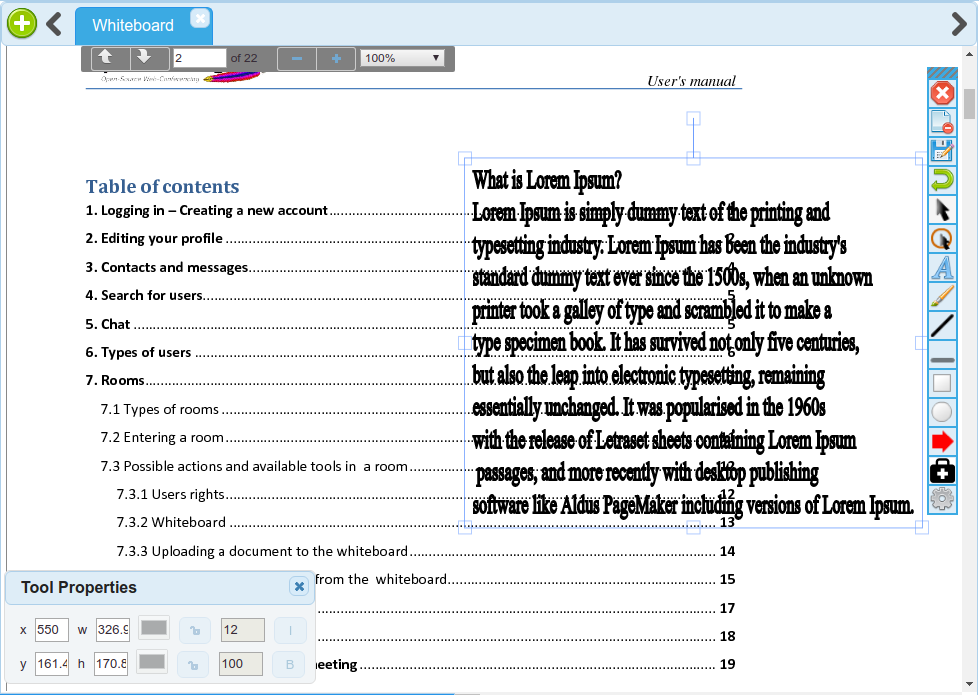 Whiteboard
2 of 22 100%
Open-Source Web-Conferencing
User's manual
Table of contents
1. Logging in – Creating a new account
2. Editing your profile
3. Contacts and messages
4. Search for users 5
5. Chat 5
6. Types of users
7. Rooms
7.1 Types of rooms
7.2 Entering a room
7.3 Possible actions and available tools in a room
7.3.1 Users rights 12
7.3.2 Whiteboard 13
7.3.3 Uploading a document to the whiteboard 14
from the whiteboard 15
17
18
eeting 19
What is Lorem Ipsum?
Lorem Ipsum is simply dummy text of the printing and
typesetting industry. Lorem Ipsum has been the industry's
standard dummy text ever since the 1500s, when an unknown
printer took a galley of type and scrambled it to make a
type specimen book. It has survived not only five centuries,
but also the leap into electronic typesetting, remaining
essentially unchanged. It was popularised in the 1960s
with the release of Letraset sheets containing Lorem Ipsum
passages, and more recently with desktop publishing
software like Aldus PageMaker including versions of Lorem Ipsum.
Tool Properties
x 550 w 326.9 12 I
y 161.4 h 170.8 100 B